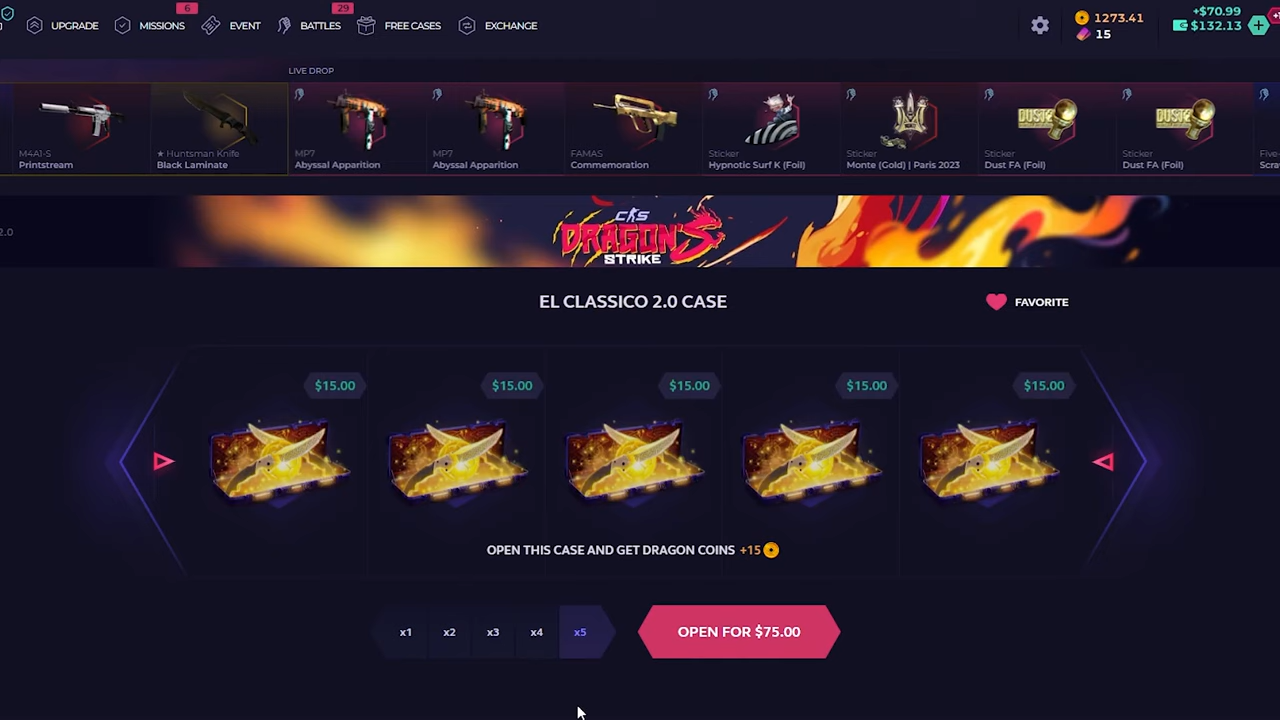 6
29
+$70.99
UPGRADE
MISSIONS
EVENT
BATTLES
FREE CASES
EXCHANGE
1273.41
$132.13
15
LIVE DROP
M4A1-S
Printstream
★ Huntsman Knife
Black Laminate
MP7
Abyssal Apparition
MP7
Abyssal Apparition
FAMAS
Commemoration
Sticker
Hypnotic Surf K (Foil)
Sticker
Monte (Gold) | Paris 2023
Sticker
Dust FA (Foil)
Sticker
Dust FA (Foil)
Five-
Scra
2.0
DRAGON'S
STRIKE
EL CLASSICO 2.0 CASE
FAVORITE
$15.00
$15.00
$15.00
$15.00
$15.00
OPEN THIS CASE AND GET DRAGON COINS +15
x1
x2
x3
x4
x5
OPEN FOR $75.00